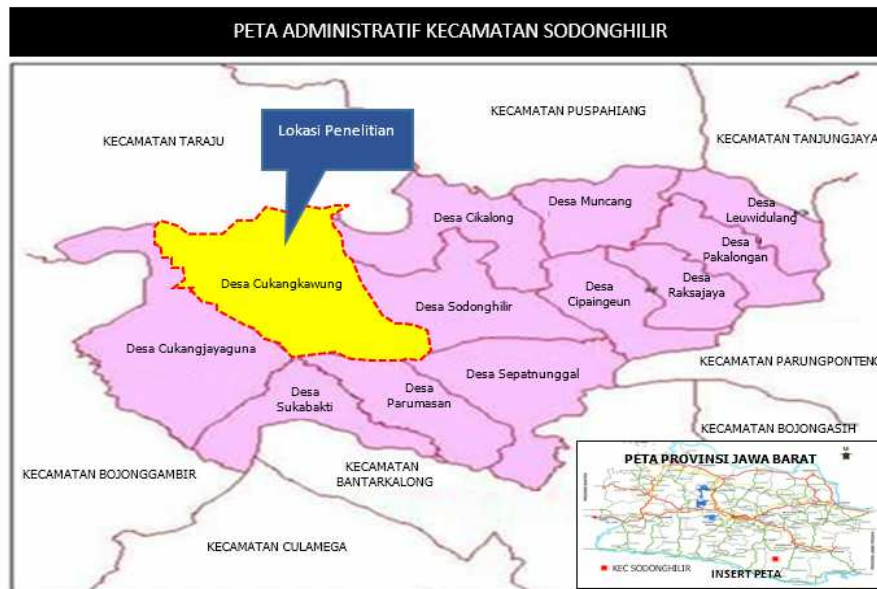 PETA ADMINISTRATIF KECAMATAN SODONGHILIR
KECAMATAN PUSPAHIANG
Lokasi Penelitian
KECAMATAN TARAJU
KECAMATAN TANJUNGJAYA
Desa Cikalong
Desa Muncang
Desa
Leuwidulang
Desa
Pakalongan
Desa Cukangkawung
Desa
Cipaingeun
Desa
Raksajaya
Desa Sodonghilir
Desa Cukangjayaguna
Desa Sepatnunggal
KECAMATAN PARUNGPONTENG
Desa
Sukabakti
Desa
Parumasan
KECAMATAN BOJONGASIH
KECAMATAN BOJONGGAMBIR
KECAMATAN
BANTARKALONG
KECAMATAN CULAMEGA
PETA PROVINSI JAWA BARAT
KEC SODONGHILIR
INSERT PETA